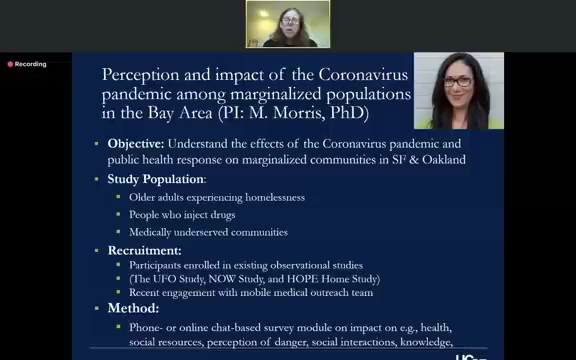 Recording
Perception and impact of the Coronavirus
pandemic among marginalized populations
in the Bay Area (PI: M. Morris, PhD)
Objective: Understand the effects of the Coronavirus pandemic and
public health response on marginalized communities in SF & Oakland
Study Population:
Older adults experiencing homelessness
People who inject drugs
Medically underserved communities
Recruitment:
Participants enrolled in existing observational studies
(The UFO Study, NOW Study, and HOPE Home Study)
Recent engagement with mobile medical outreach team
Method:
Phone- or online chat-based survey module on impact on e.g., health,
social resources, perception of danger, social interactions, knowledge,